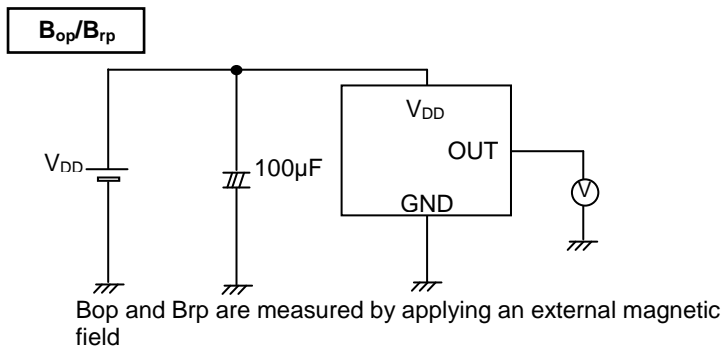 Bop/Brp
VDD
VDD
100µF
OUT
V
GND
Bop and Brp are measured by applying an external magnetic
field